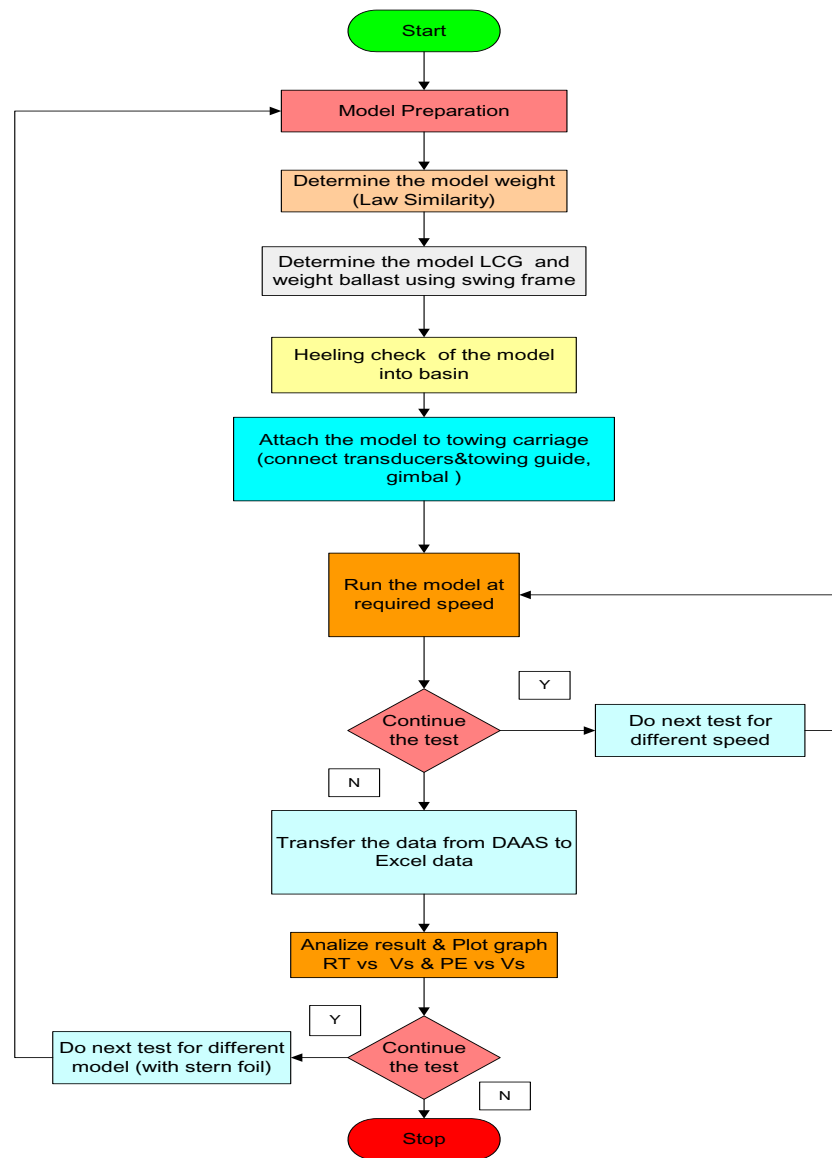 Start
Model Preparation
Determine the model weight
(Law Similarity)
Determine the model LCG and
weight ballast using swing frame
Heeling check of the model
into basin
Attach the model to towing carriage
(connect transducers&towing guide,
gimbal )
Run the model at
required speed
Y
Continue
the test
Do next test for
different speed
N
Transfer the data from DAAS to
Excel data
Analize result & Plot graph
RT vs Vs & PE vs Vs
Y
Do next test for different
model (with stern foil)
Continue
the test
N
Stop